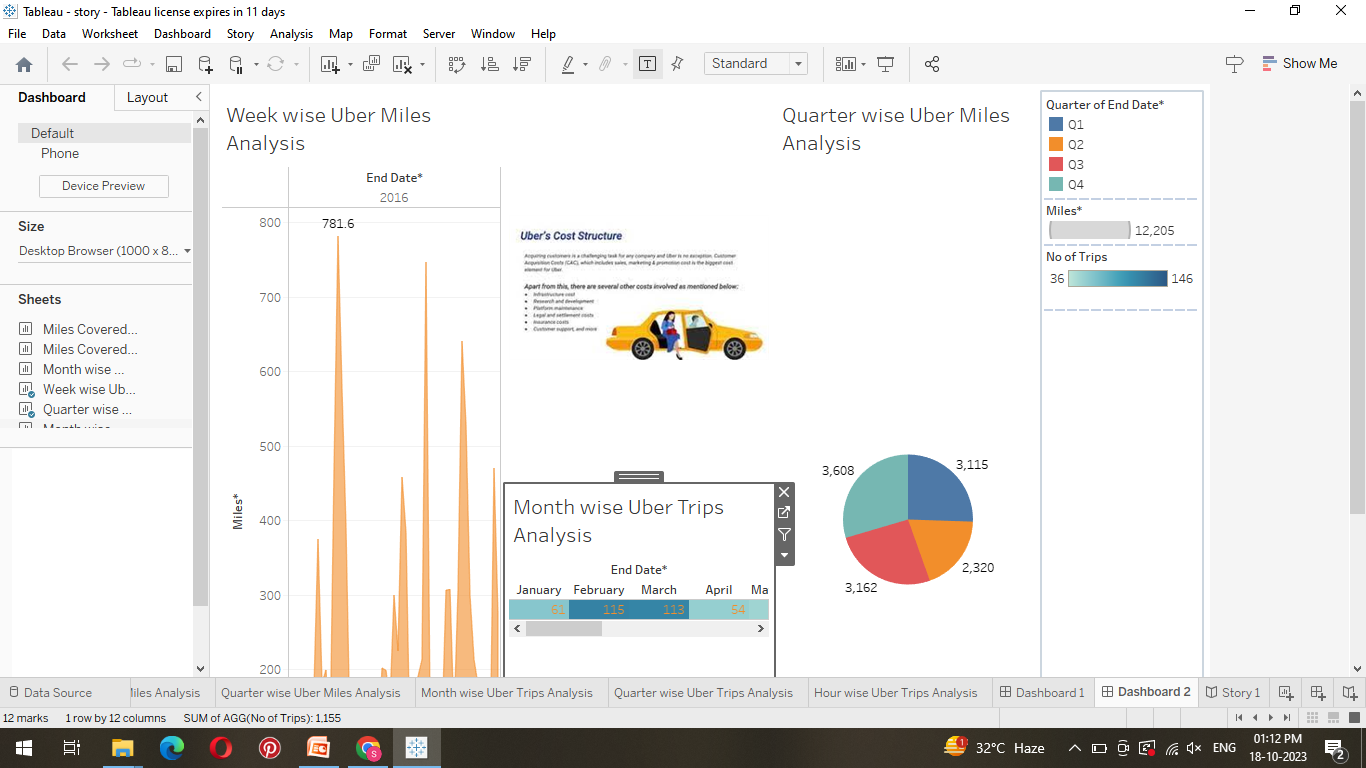 Tableau - story - Tableau license expires in 11 days
File Data Worksheet Dashboard Story Analysis Map Format Server Window Help
Standard
Show Me
Dashboard Layout
Default
Phone
Device Preview
Size
Desktop Browser (1000 x 8...
Sheets
Miles Covered...
Miles Covered...
Month wise ...
Week wise Ub...
Quarter wise ...
Month wise
Week wise Uber Miles
Analysis
End Date*
2016
781.6
800
700
600
500
400
300
200
Miles*
Uber's Cost Structure
Acquiring customers is a challenging task for any company and Uber is no exception. Customer
Acquisition Costs (CAC), which includes sales, marketing & promotion cost is the biggest cost
element for Uber.
Apart from this, there are several other costs involved as mentioned below:
• Infrastructure cost
• Research and development
• Platform maintenance
• Legal and settlement costs
• Insurance costs
• Customer support, and more
Month wise Uber Trips
Analysis
End Date*
January February March April Ma
61 115 113 54
Quarter wise Uber Miles
Analysis
3,608
3,115
2,320
3,162
Quarter of End Date*
Q1
Q2
Q3
Q4
Miles*
12,205
No of Trips
36 146
Data Source Miles Analysis Quarter wise Uber Miles Analysis Month wise Uber Trips Analysis Quarter wise Uber Trips Analysis Hour wise Uber Trips Analysis Dashboard 1 Dashboard 2 Story 1
12 marks 1 row by 12 columns SUM of AGG(No of Trips): 1,155
1 32°C Haze ENG 01:12 PM
18-10-2023 2
S